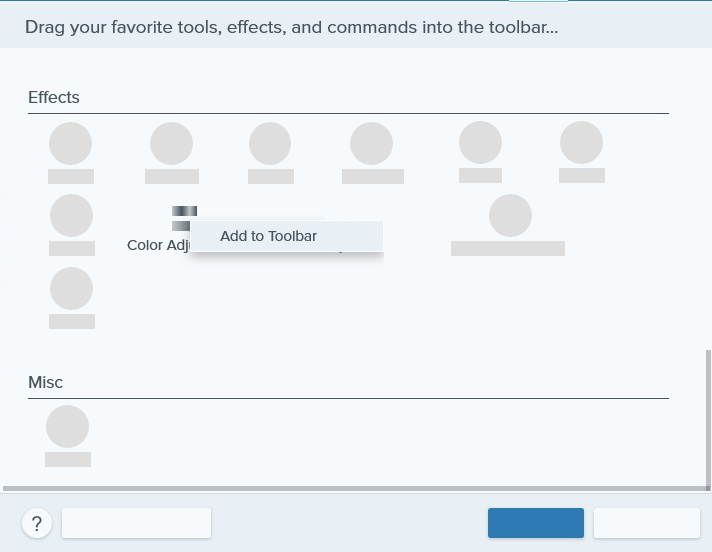 Drag your favorite tools, effects, and commands into the toolbar...
Effects
Add to Toolbar
Color Adj
Misc
?